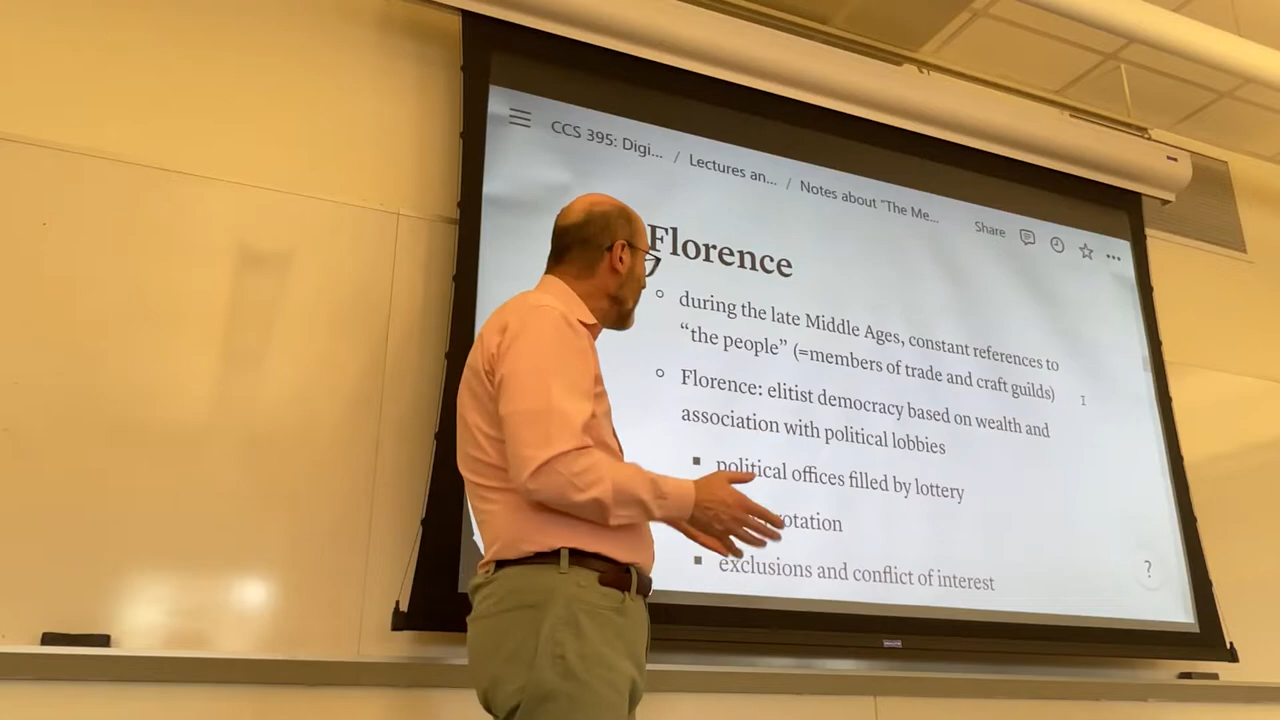 CCS 395: Digi... / Lectures an... / Notes about "The Me...
Share
Florence
during the late Middle Ages, constant references to
“the people” (=members of trade and craft guilds)
Florence: elitist democracy based on wealth and
association with political lobbies
political offices filled by lottery
rotation
exclusions and conflict of interest
?